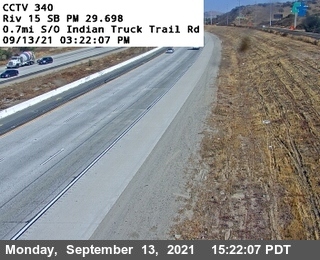 CCTV 340
Riv 15 SB PM 29.698
0.7mi S/O Indian Truck Trail Rd
09/13/21 03:22:07 PM
Monday, September 13, 2021 15:22:07 PDT